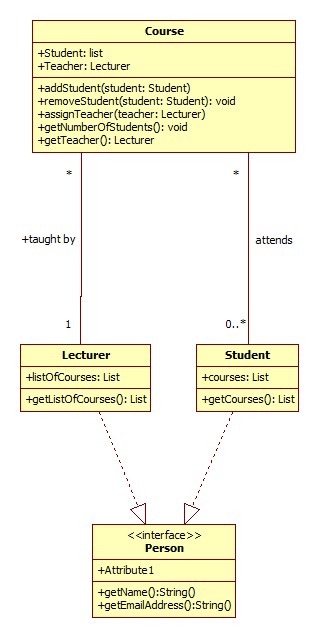 Course
+Student: list
+Teacher: Lecturer
+addStudent(student: Student)
+removeStudent(student: Student): void
+assignTeacher(teacher: Lecturer)
+getNumberOfStudents(): void
+getTeacher(): Lecturer
* *
+taught by attends
1 0..*
Lecturer
+listOfCourses: List
+getListOfCourses(): List
Student
+courses: List
+getCourses(): List
<<interface>>
Person
+Attribute1
+getName():String()
+getEmailAddress():String()